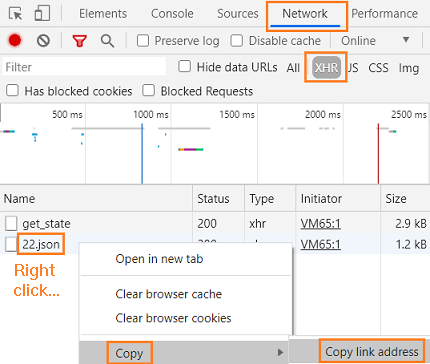 Elements Console Sources Network Performance
Preserve log Disable cache Online
Filter Hide data URLs All XHR JS CSS Img
Has blocked cookies Blocked Requests
500 ms 1000 ms 1500 ms 2000 ms 2500 ms
Name Status Type Initiator Size
get_state 200 xhr VM65:1 2.9 kB
22.json 200 VM65:1 1.2 kB
Right
click...
Open in new tab
Clear browser cache
Clear browser cookies
Copy
Copy link address